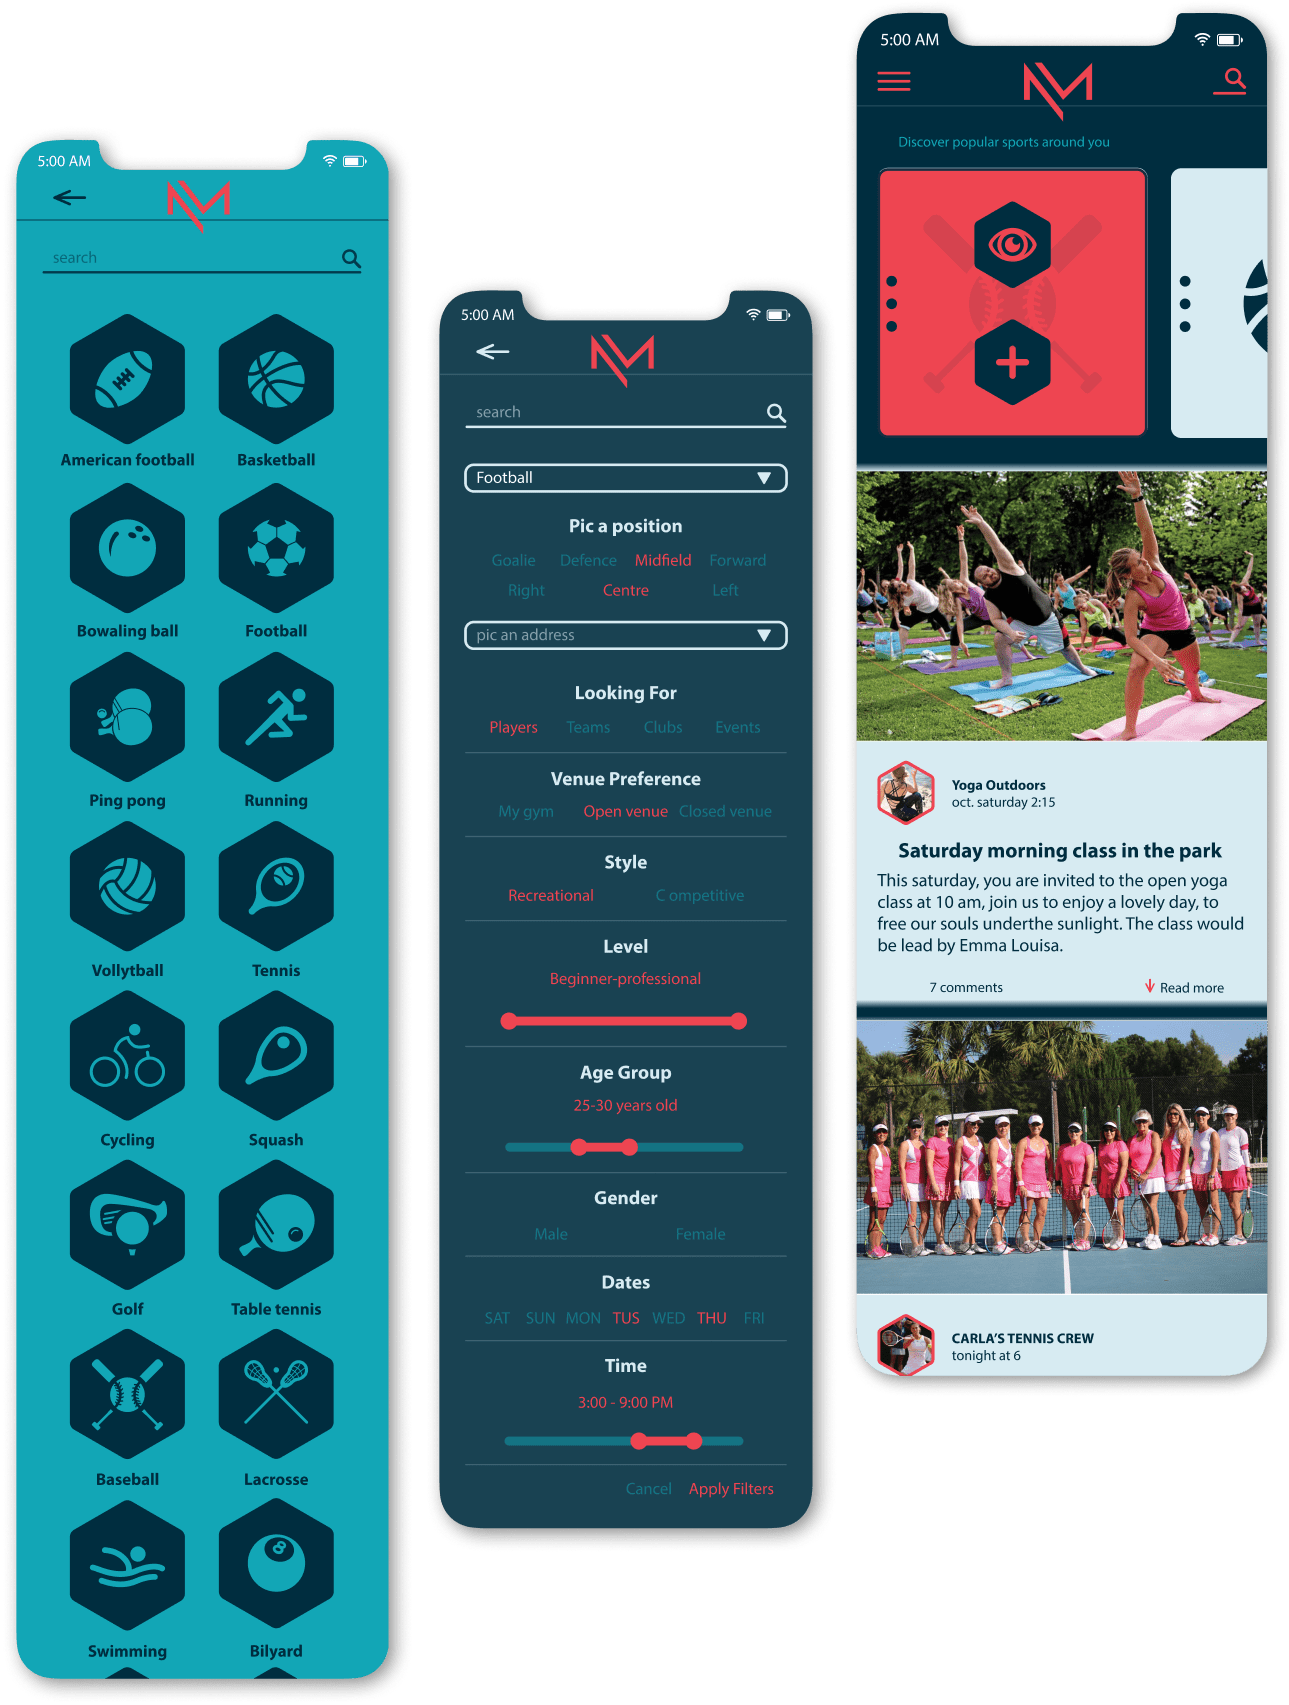 5:00 AM
search
American football
Basketball
Bowaling ball
Football
Ping pong
Running
Vollytball
Tennis
Cycling
Squash
Golf
Table tennis
Baseball
Lacrosse
8
Swimming
Bilyard
5:00 AM
search
Football
Pic a position
Goalie Defence Midfield Forward
Right Centre Left
pic an address
Looking For
Players Teams Clubs Events
Venue Preference
My gym Open venue Closed venue
Style
Recreational C ompetitive
Level
Beginner-professional
Age Group
25-30 years old
Gender
Male Female
Dates
SAT SUN MON TUS WED THU FRI
Time
3:00 - 9:00 PM
Cancel Apply Filters
5:00 AM
Discover popular sports around you
Yoga Outdoors
oct. saturday 2:15
Saturday morning class in the park
This saturday, you are invited to the open yoga
class at 10 am, join us to enjoy a lovely day, to
free our souls underthe sunlight. The class would
be lead by Emma Louisa.
7 comments
Read more
CARLA'S TENNIS CREW
tonight at 6